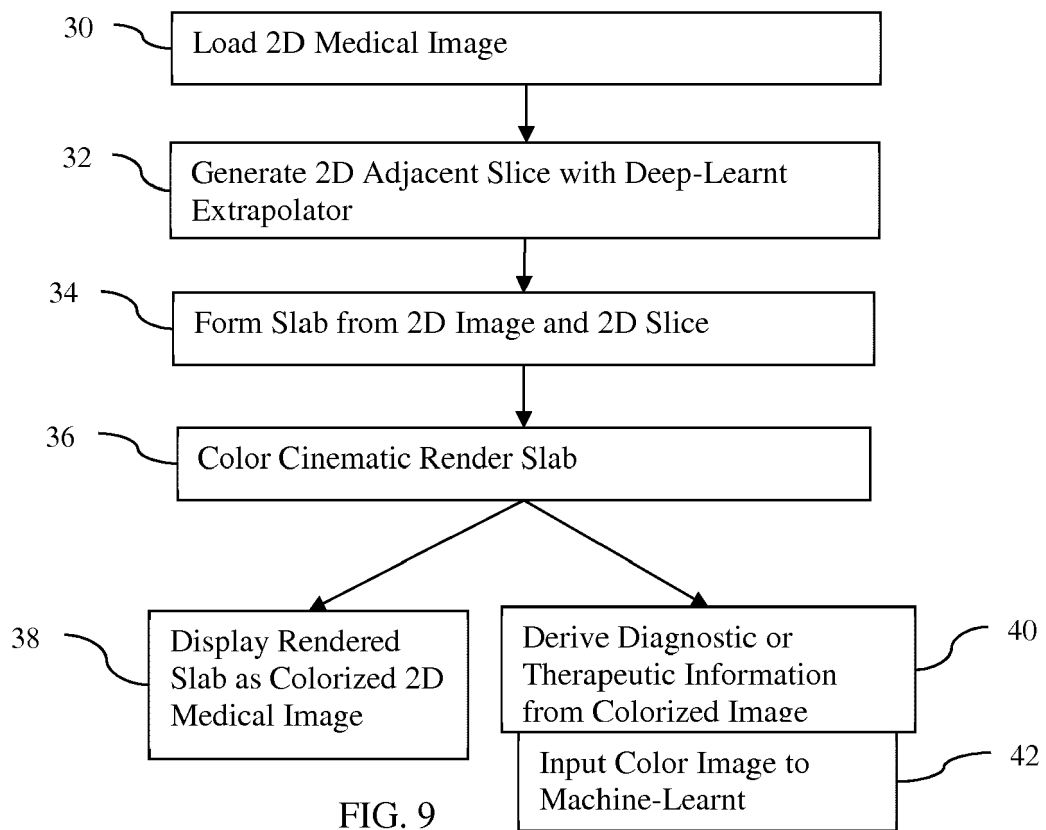 30
Load 2D Medical Image
32
Generate 2D Adjacent Slice with Deep-Learnt
Extrapolator
34
Form Slab from 2D Image and 2D Slice
36
Color Cinematic Render Slab
38
Display Rendered
Slab as Colorized 2D
Medical Image
Derive Diagnostic or
Therapeutic Information
from Colorized Image
40
Input Color Image to
Machine-Learnt
42
FIG. 9